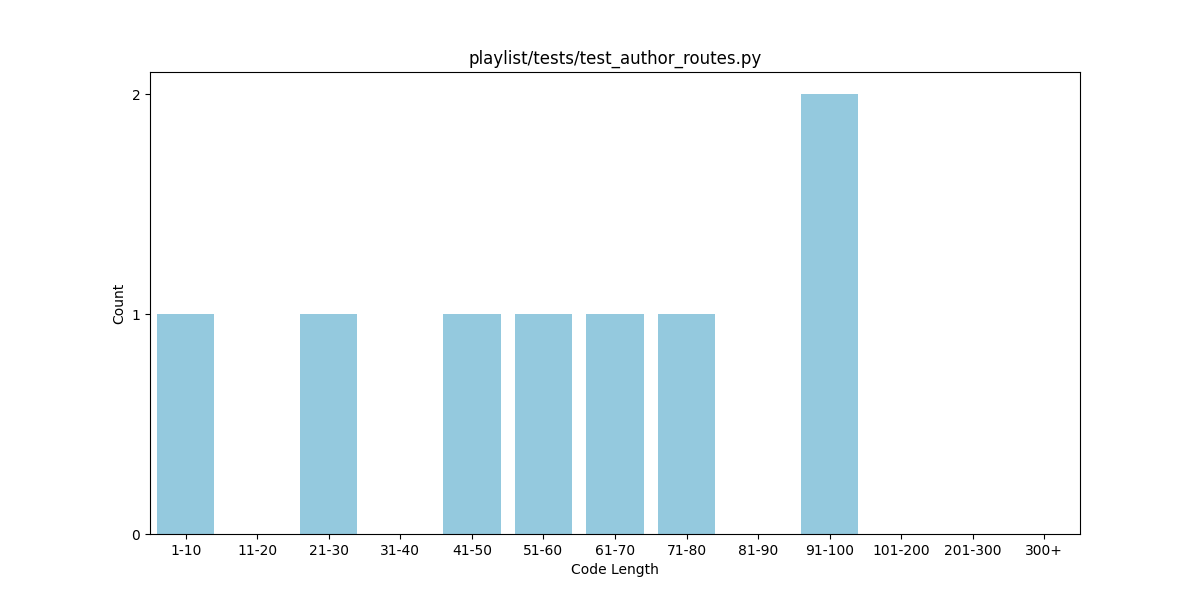 playlist/tests/test_author_routes.py
Count
2
1
0
1-10 11-20 21-30 31-40 41-50 51-60 61-70 71-80 81-90 91-100 101-200 201-300 300+
Code Length